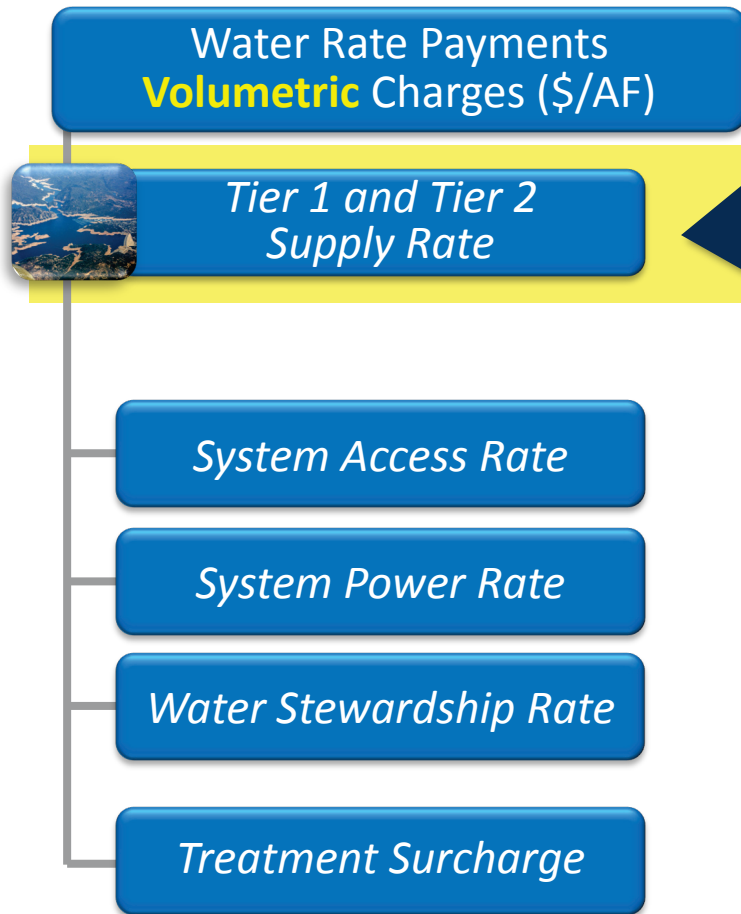 Water Rate Payments
Volumetric Charges ($/AF)
Tier 1 and Tier 2
Supply Rate
System Access Rate
System Power Rate
Water Stewardship Rate
Treatment Surcharge